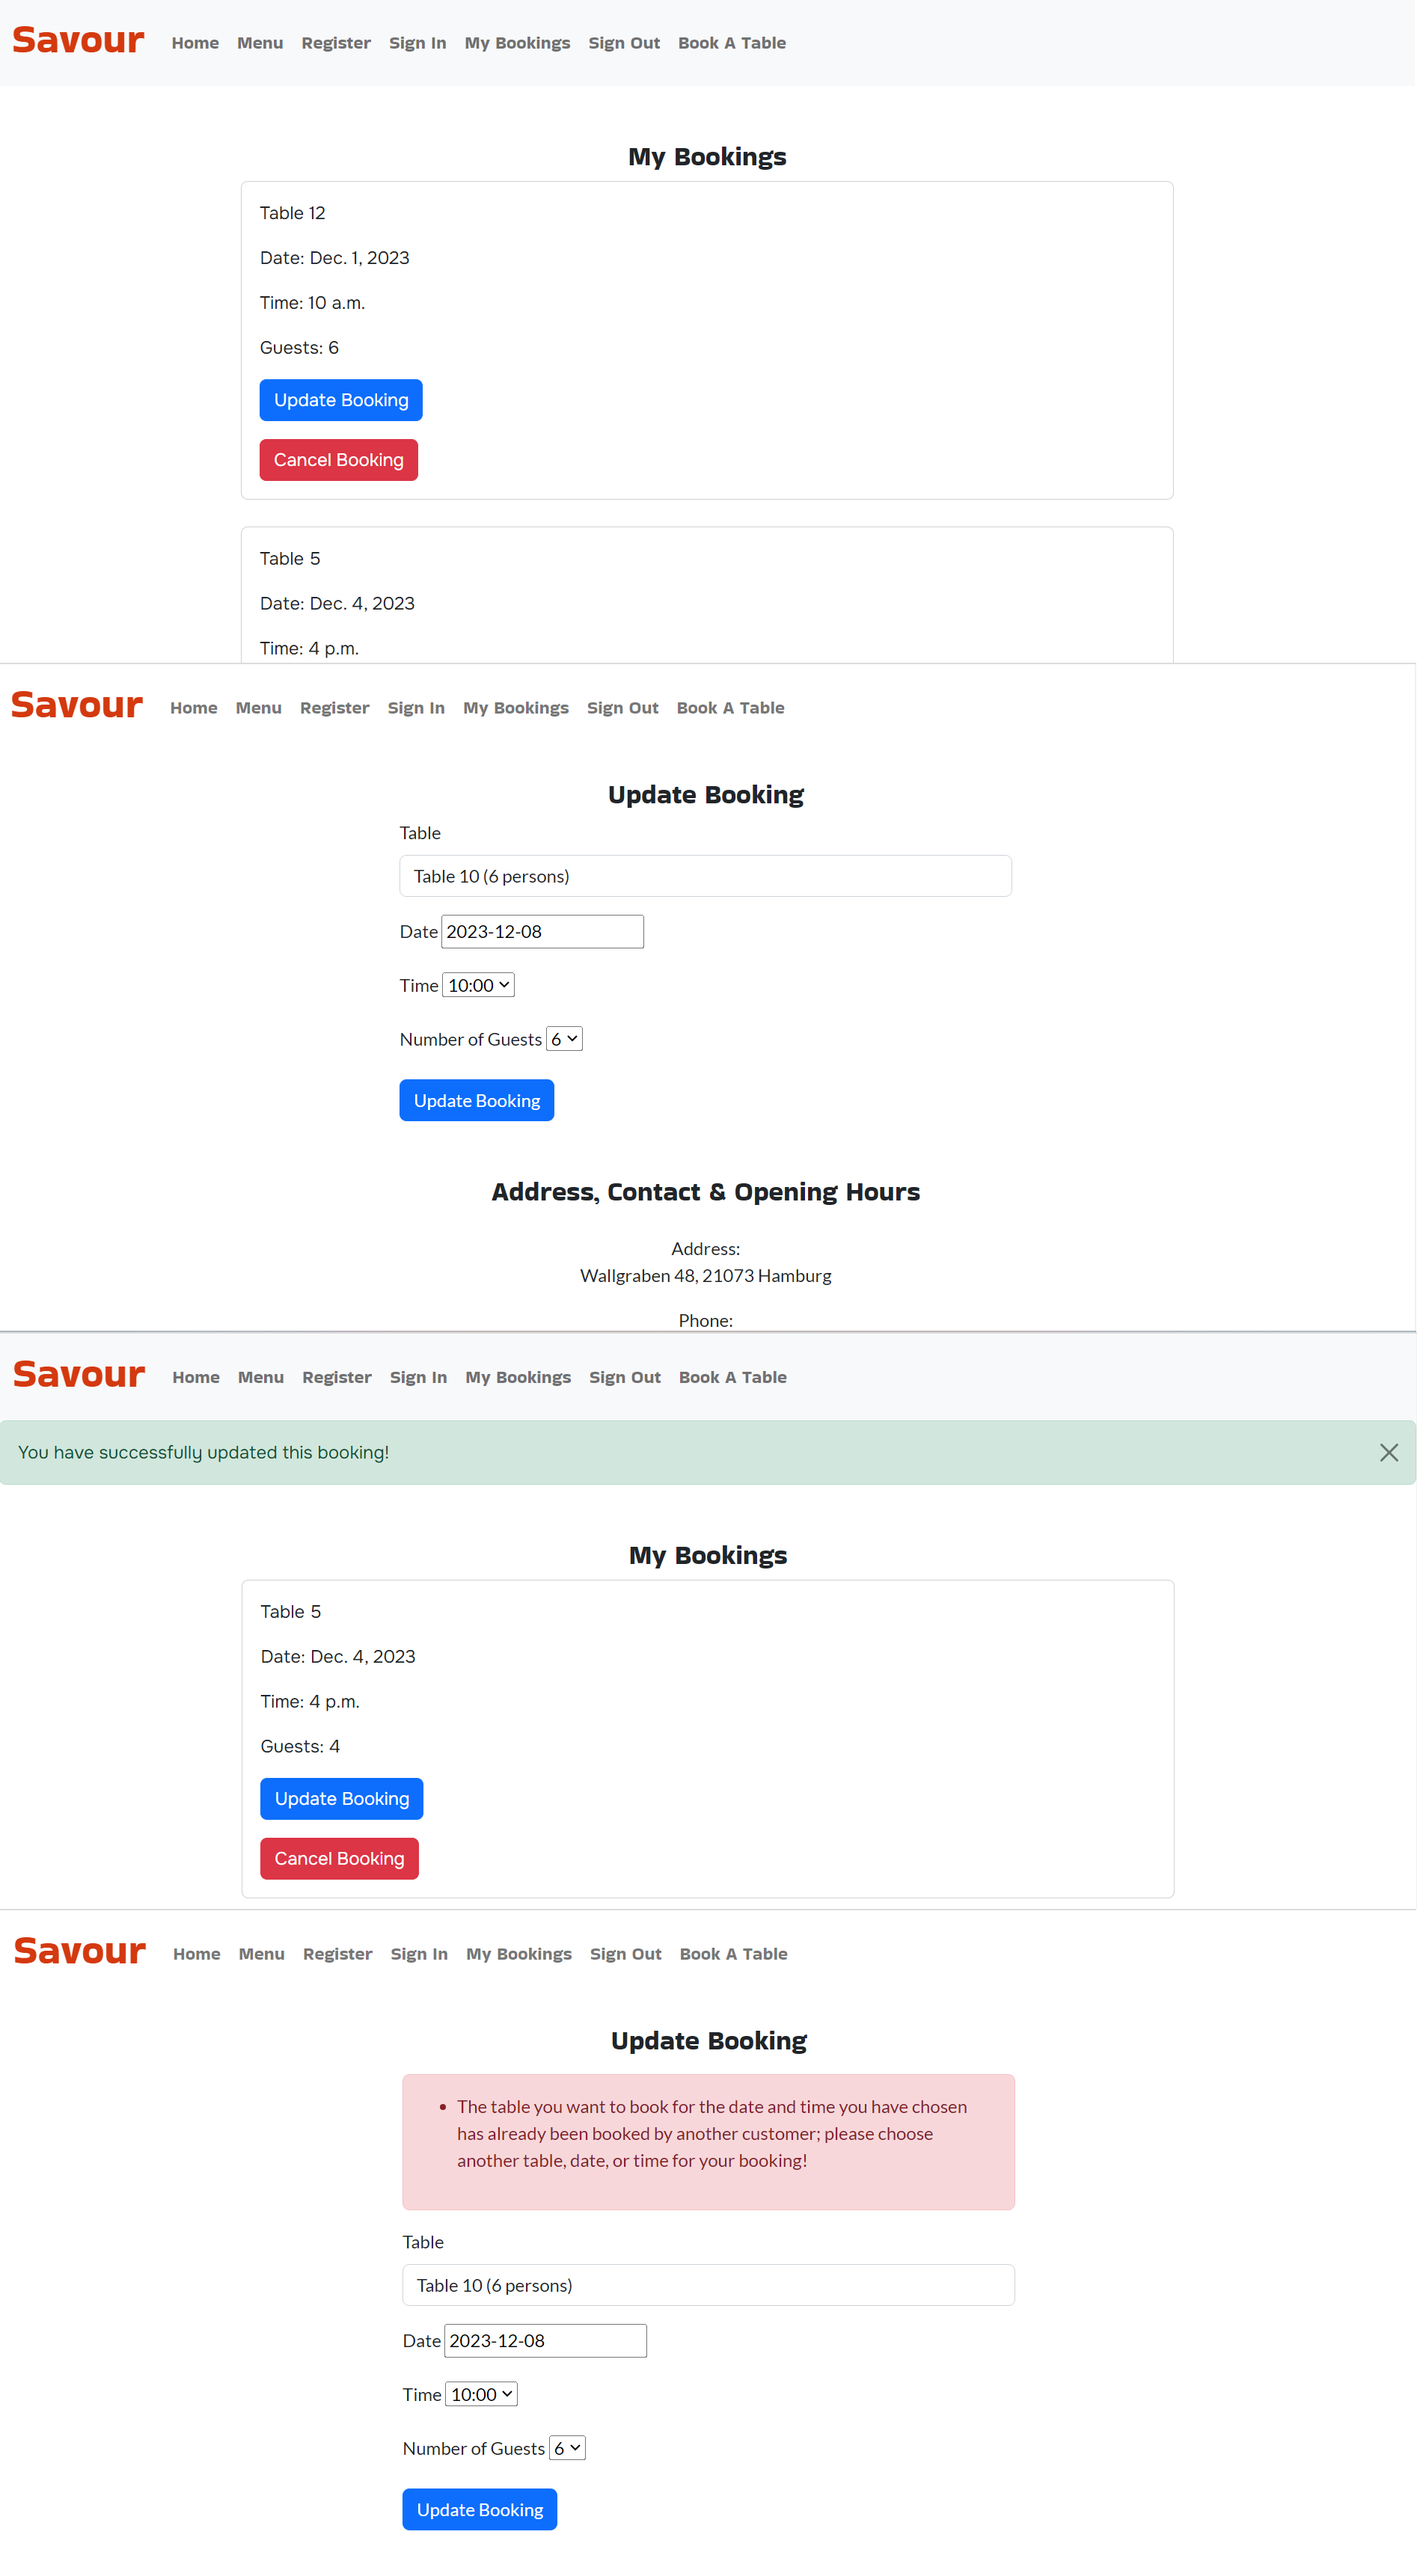 Savour Home Menu Register Sign In My Bookings Sign Out Book A Table
My Bookings
Table 12
Date: Dec. 1, 2023
Time: 10 a.m.
Guests: 6
Update Booking
Cancel Booking
Table 5
Date: Dec. 4, 2023
Time: 4 p.m.
Savour Home Menu Register Sign In My Bookings Sign Out Book A Table
Update Booking
Table
Table 10 (6 persons)
Date 2023-12-08
Time 10:00
Number of Guests 6
Update Booking
Address, Contact & Opening Hours
Address:
Wallgraben 48, 21073 Hamburg
Phone:
Savour Home Menu Register Sign In My Bookings Sign Out Book A Table
You have successfully updated this booking!
My Bookings
Table 5
Date: Dec. 4, 2023
Time: 4 p.m.
Guests: 4
Update Booking
Cancel Booking
Savour Home Menu Register Sign In My Bookings Sign Out Book A Table
Update Booking
• The table you want to book for the date and time you have chosen
has already been booked by another customer; please choose
another table, date, or time for your booking!
Table
Table 10 (6 persons)
Date 2023-12-08
Time 10:00
Number of Guests 6
Update Booking